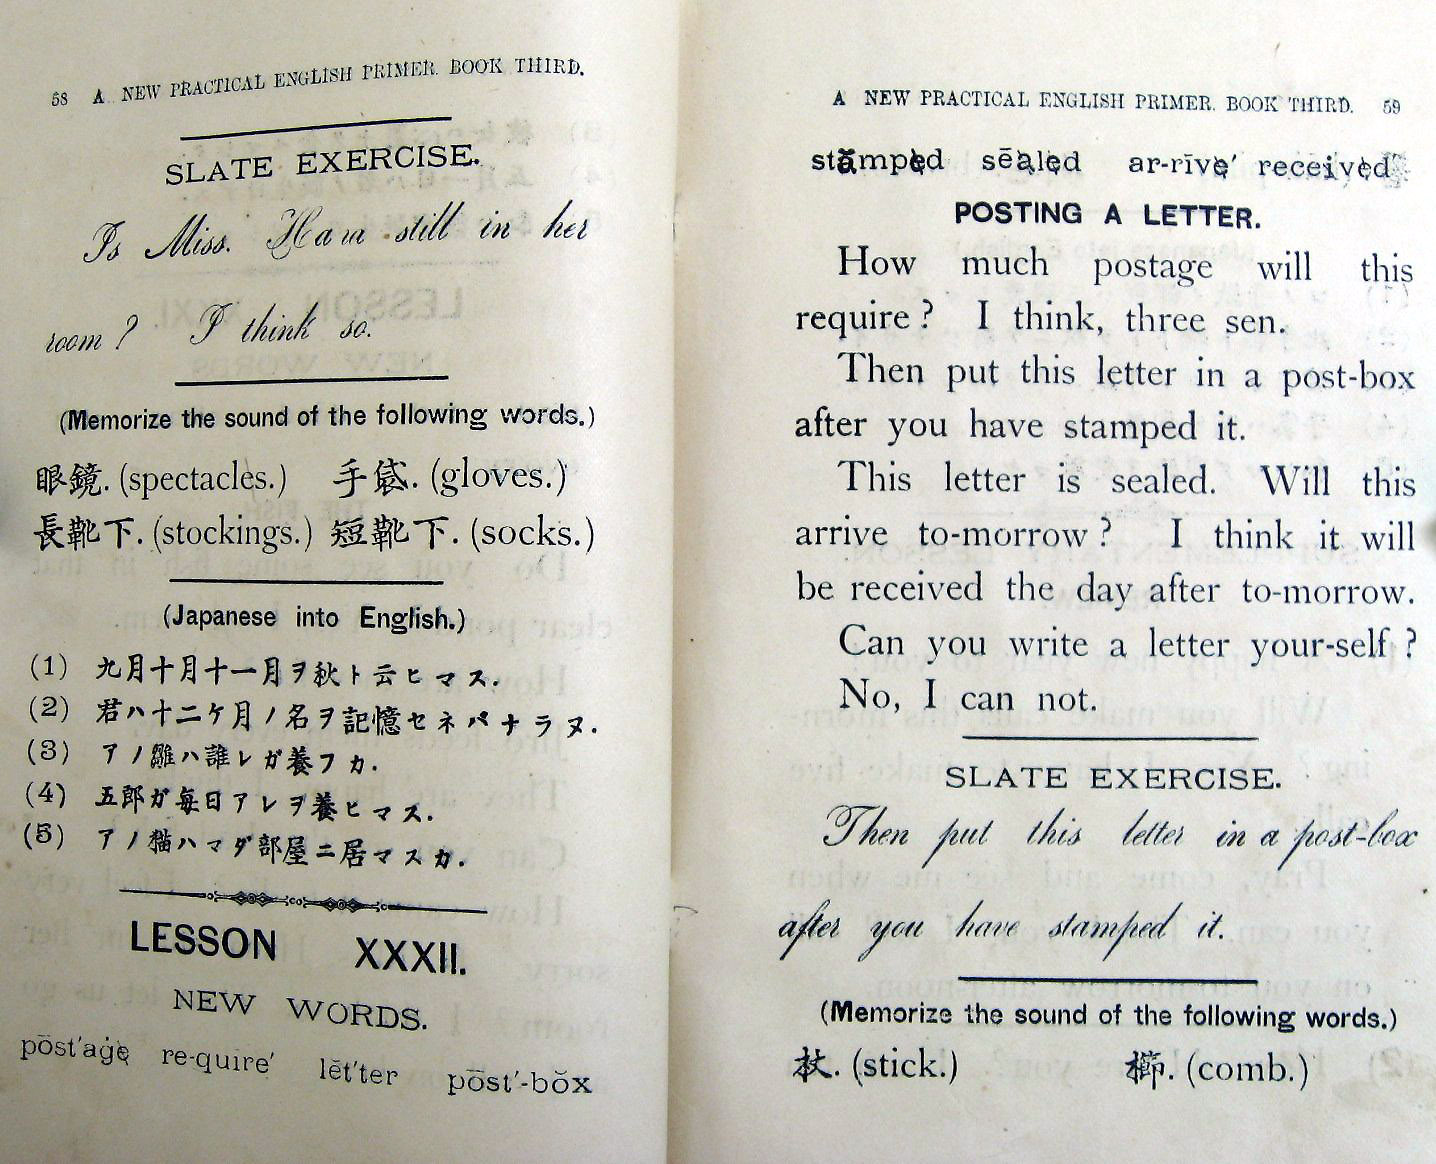 58 A NEW PRACTICAL ENGLISH PRIMER. BOOK THIRD.
SLATE EXERCISE.
Is Miss. Hara still in her
room? I think so.
(Memorize the sound of the following words.)
眼鏡. (spectacles.) 手袋. (gloves.)
長靴下. (stockings.) 短靴下. (socks.)
(Japanese into English.)
(1) 九月十月十一月ヲ秋ト云ヒマス.
(2) 君ハ十二ケ月ノ名ヲ記憶セネバナラヌ.
(3) アノ雛ハ誰レガ養フカ.
(4) 五郎ガ毎日アレヲ養ヒマス.
(5) アノ猫ハマダ部屋ニ居マスカ.
LESSON XXXII.
NEW WORDS.
pōst'aġe re-quire' lĕt'ter pōst'-bŏx
A NEW PRACTICAL ENGLISH PRIMER. BOOK THIRD. 59
stămped sēaled ar-rīve' received'
POSTING A LETTER.
How much postage will this
require? I think, three sen.
Then put this letter in a post-box
after you have stamped it.
This letter is sealed. Will this
arrive to-morrow? I think it will
be received the day after to-morrow.
Can you write a letter your-self?
No, I can not.
SLATE EXERCISE.
Then put this letter in a post-box
after you have stamped it.
(Memorize the sound of the following words.)
杖. (stick.) 櫛. (comb.)